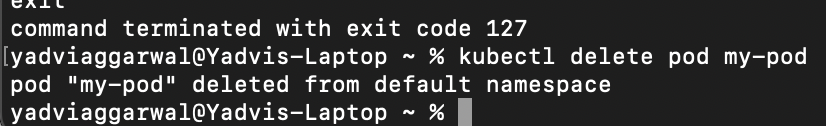 exit
command terminated with exit code 127
[yadviaggarwal@Yadvis-Laptop ~ % kubectl delete pod my-pod
pod "my-pod" deleted from default namespace
yadviaggarwal@Yadvis-Laptop ~ %